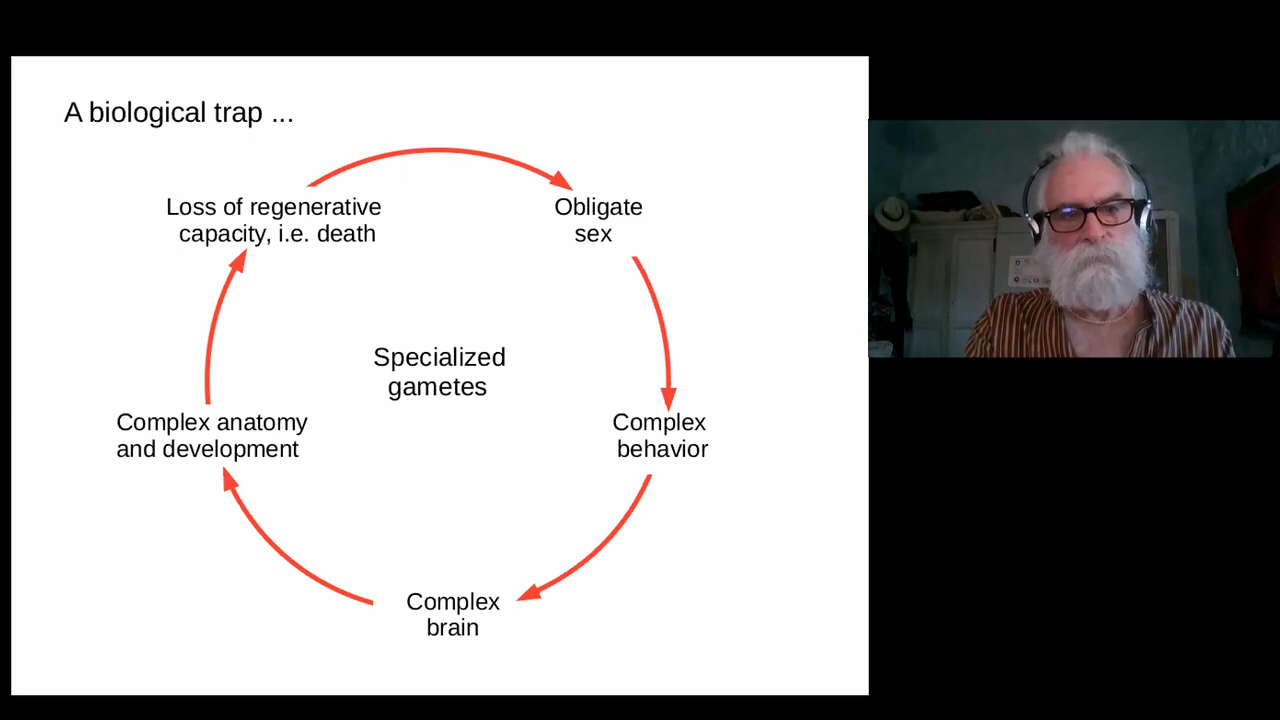 A biological trap ...
Loss of regenerative
capacity, i.e. death
Obligate
sex
Specialized
gametes
Complex anatomy
and development
Complex
behavior
Complex
brain